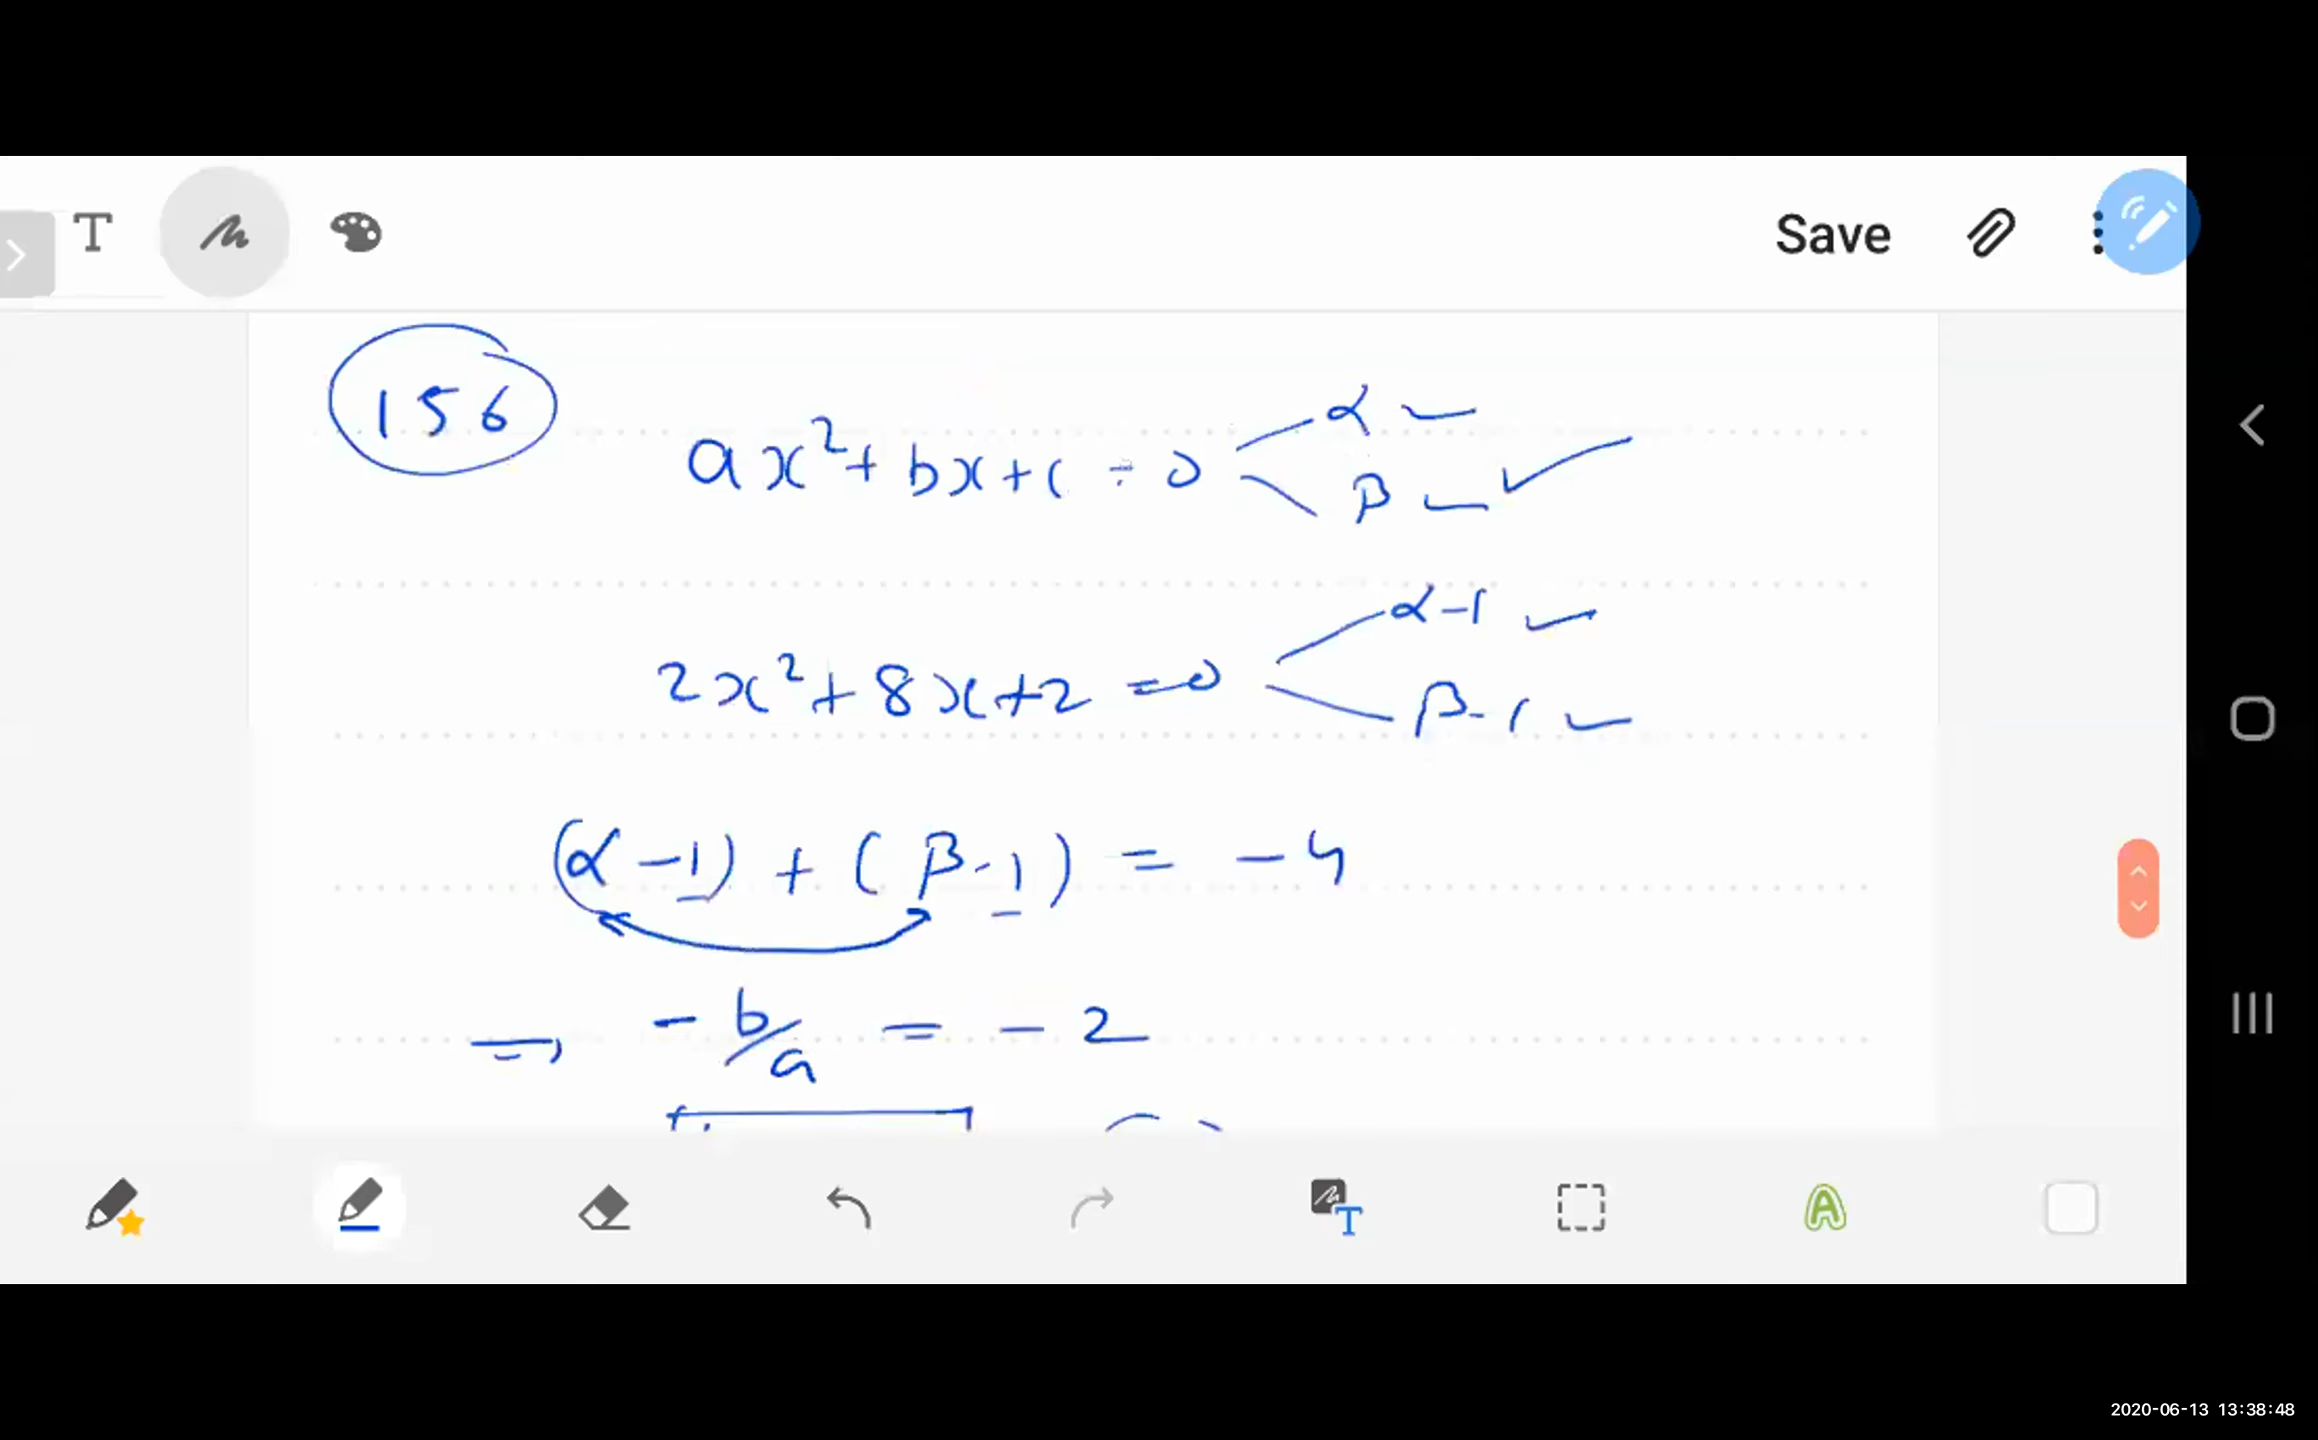 T
Save
156
ax²+bx+c = 0
α
β
2x²+8x+2 = 0
α-1
β-1
(α-1) + (β-1) = -4
⇒ -b/a = -2
T
A
2020-06-13 13:38:48